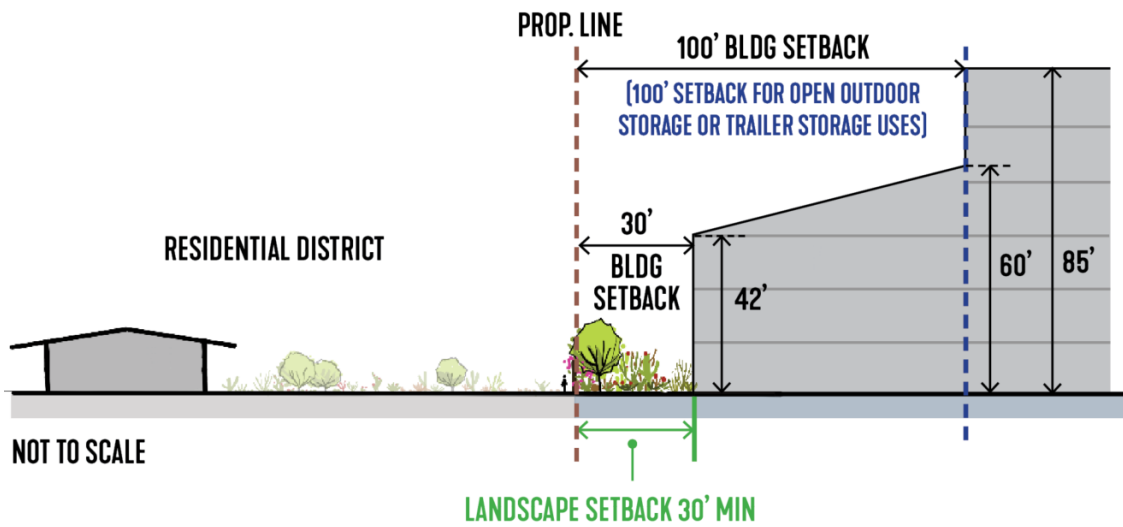 PROP. LINE
100’ BLDG SETBACK
(100’ SETBACK FOR OPEN OUTDOOR
STORAGE OR TRAILER STORAGE USES)
30’
BLDG
SETBACK
RESIDENTIAL DISTRICT
42’
60’
85’
NOT TO SCALE
LANDSCAPE SETBACK 30’ MIN